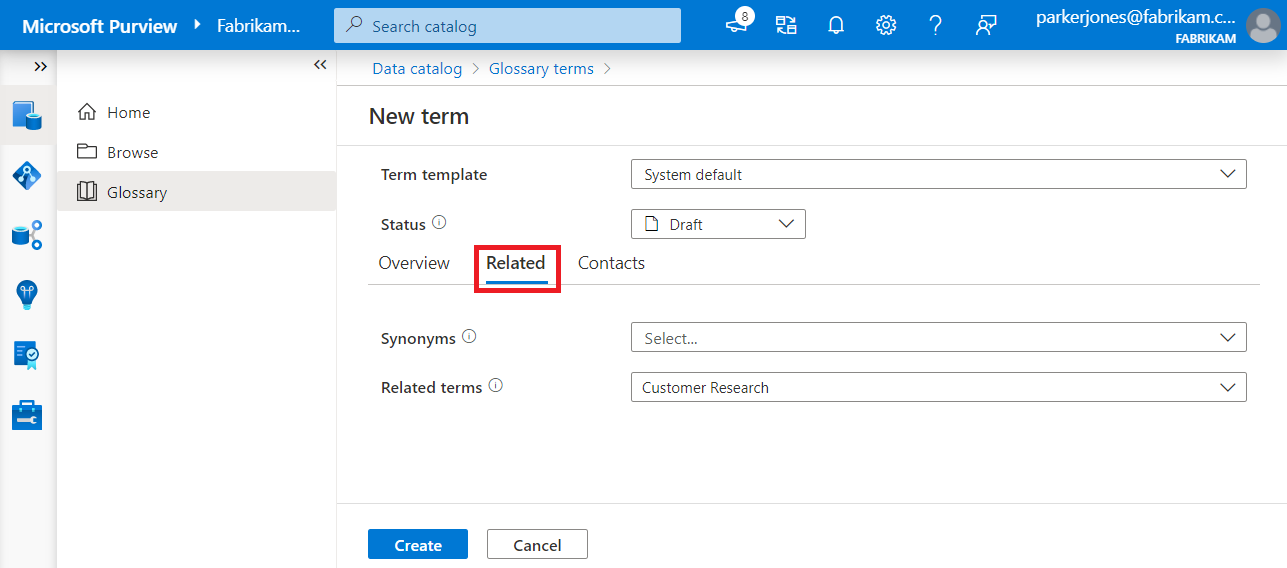 Microsoft Purview Fabrikam... Search catalog 8 parkerjones@fabrikam.c...
FABRIKAM
Data catalog Glossary terms
Home
Browse
Glossary
New term
Term template System default
Status Draft
Overview Related Contacts
Synonyms Select...
Related terms Customer Research
Create Cancel